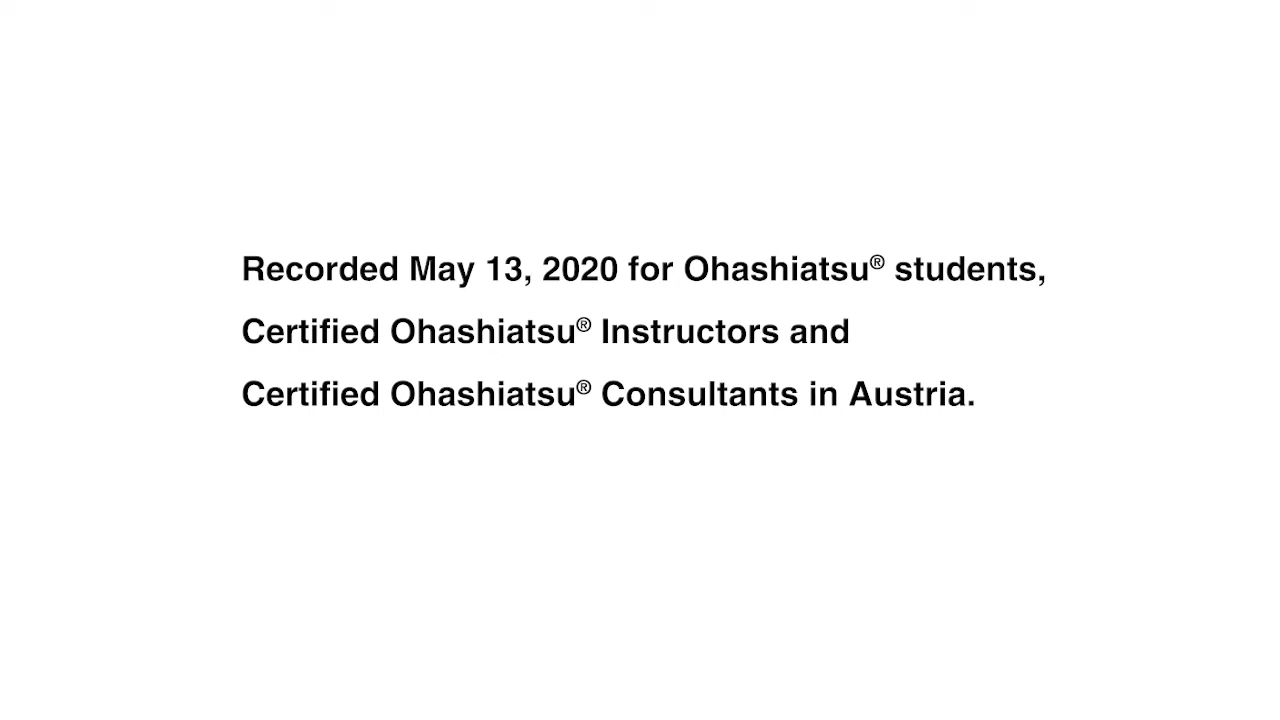 Recorded May 13, 2020 for Ohashiatsu® students,
Certified Ohashiatsu® Instructors and
Certified Ohashiatsu® Consultants in Austria.